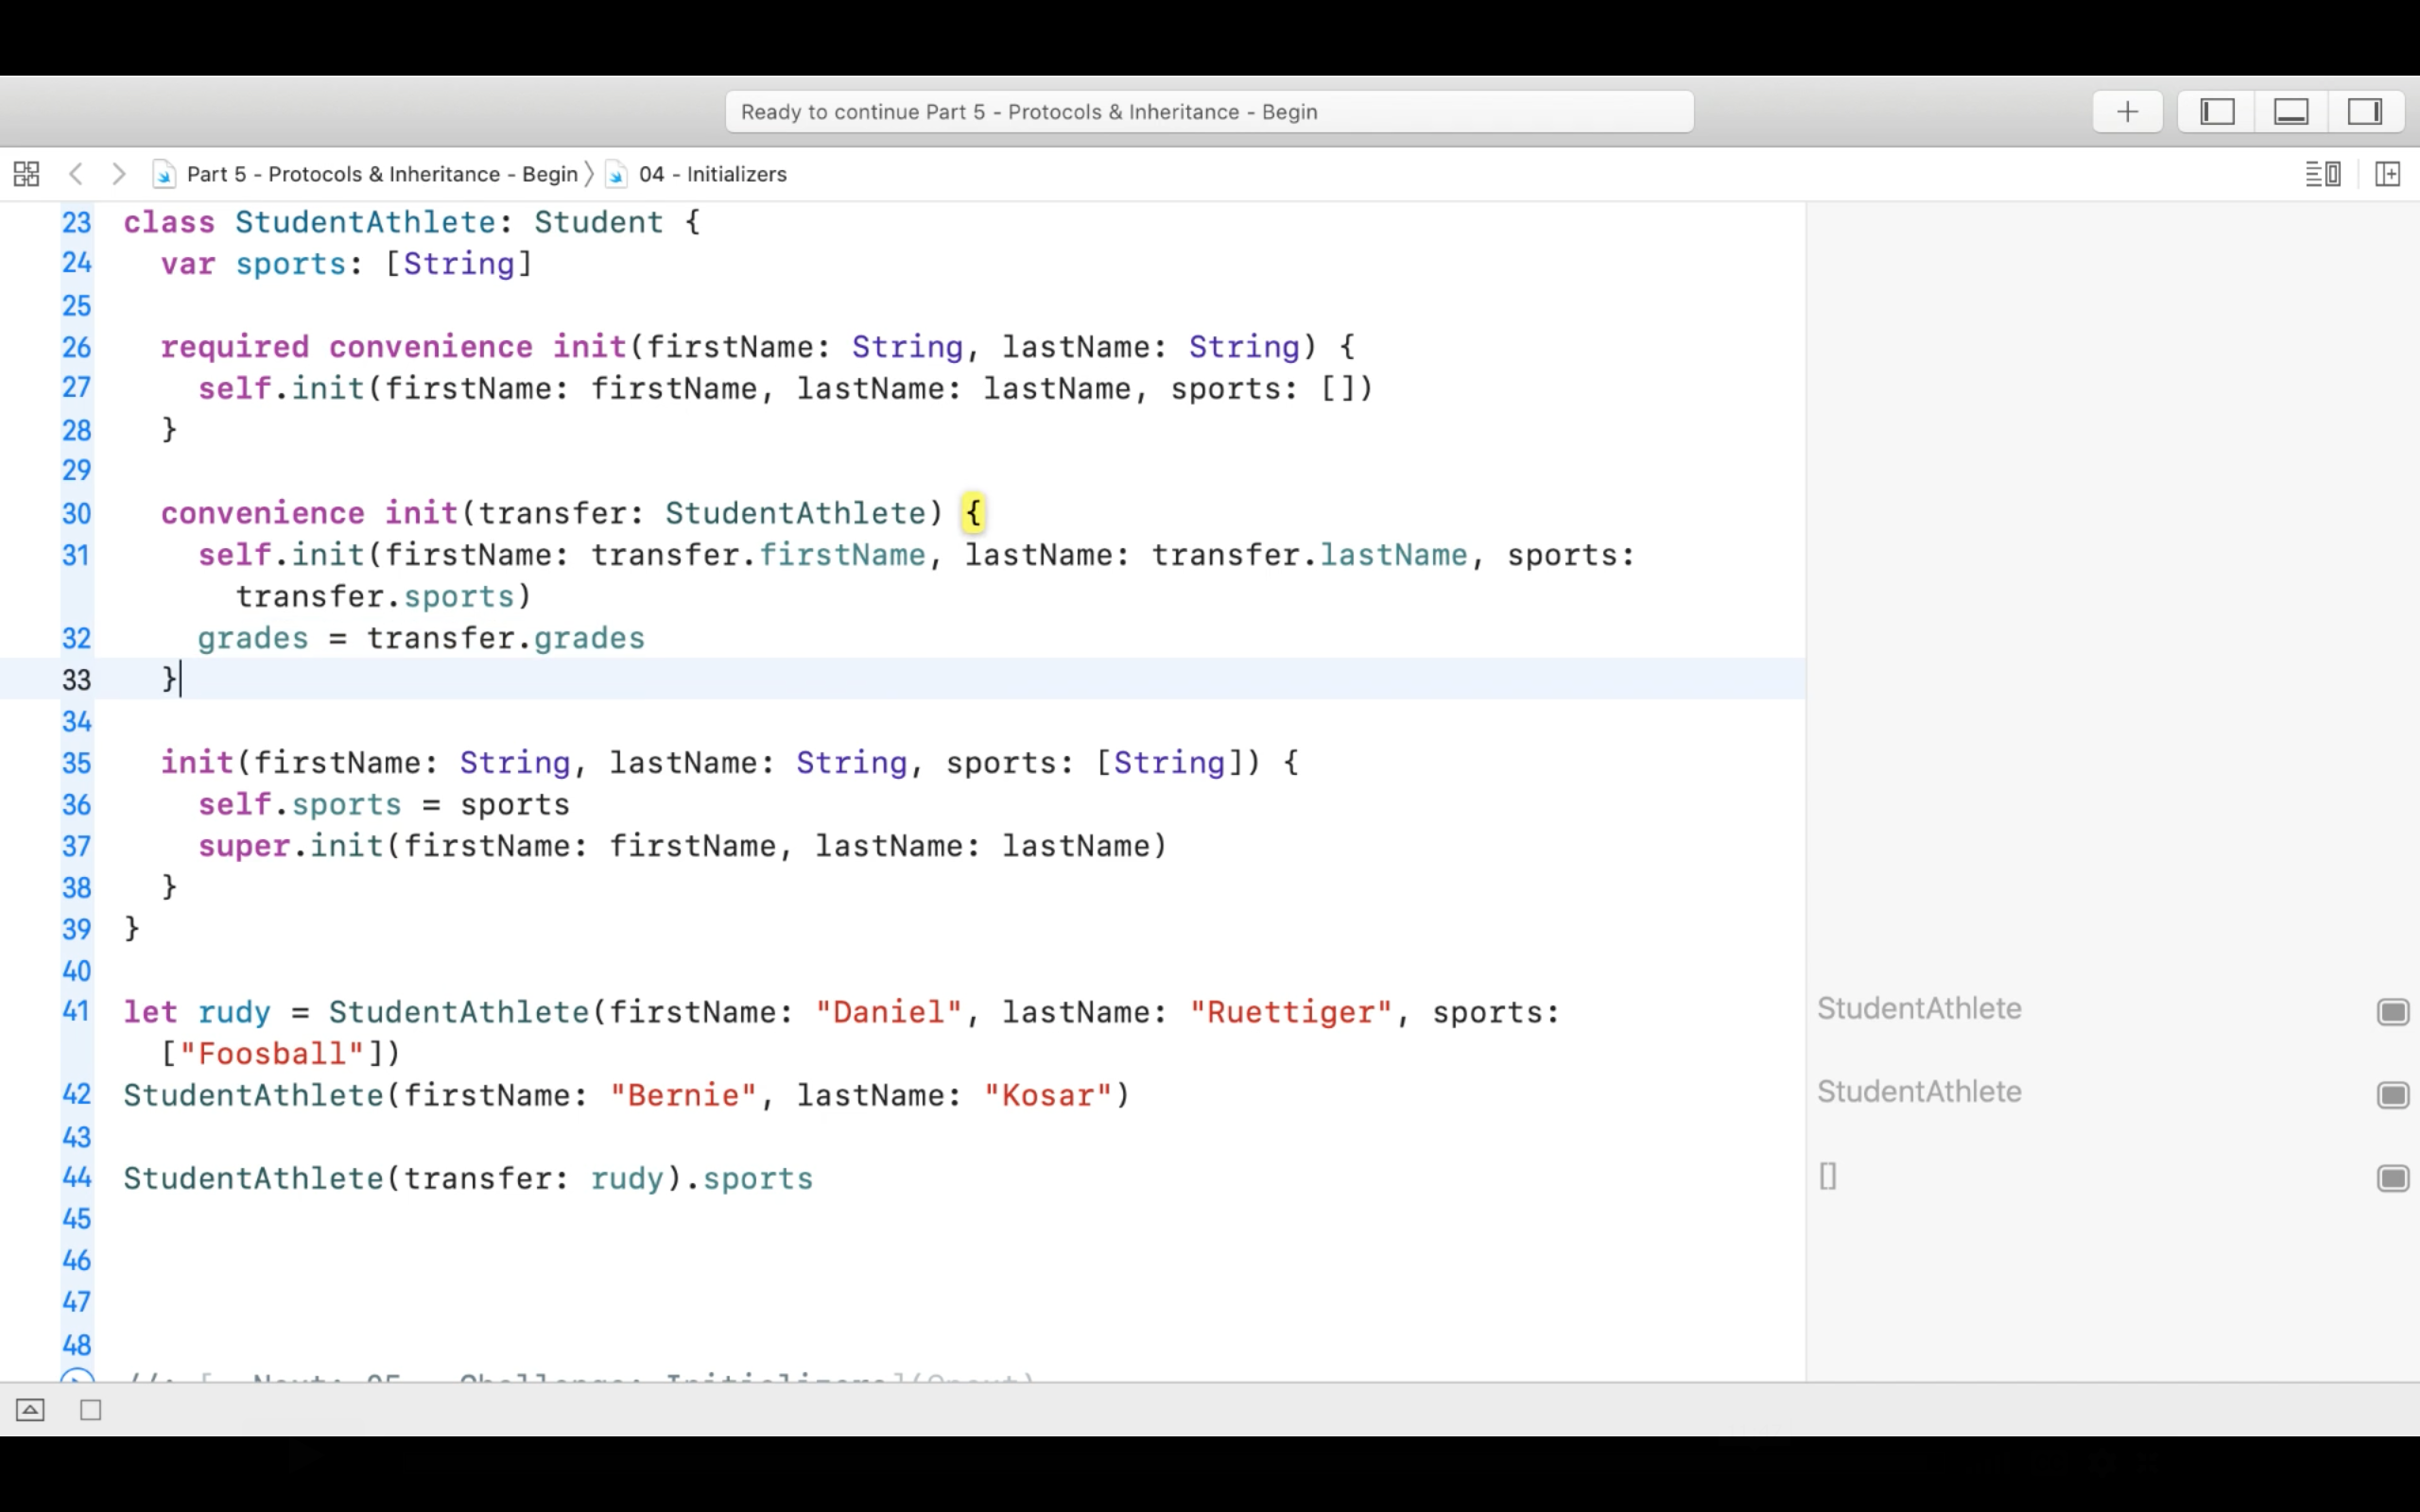 Ready to continue Part 5 - Protocols & Inheritance - Begin
Part 5 - Protocols & Inheritance - Begin 〉 04 - Initializers
23 class StudentAthlete: Student {
24   var sports: [String]
25
26   required convenience init(firstName: String, lastName: String) {
27     self.init(firstName: firstName, lastName: lastName, sports: [])
28   }
29
30   convenience init(transfer: StudentAthlete) {
31     self.init(firstName: transfer.firstName, lastName: transfer.lastName, sports:
       transfer.sports)
32     grades = transfer.grades
33   }
34
35   init(firstName: String, lastName: String, sports: [String]) {
36     self.sports = sports
37     super.init(firstName: firstName, lastName: lastName)
38   }
39 }
40
41 let rudy = StudentAthlete(firstName: "Daniel", lastName: "Ruettiger", sports:
   ["Foosball"])
StudentAthlete
42 StudentAthlete(firstName: "Bernie", lastName: "Kosar")
StudentAthlete
43
44 StudentAthlete(transfer: rudy).sports
[]
45
46
47
48